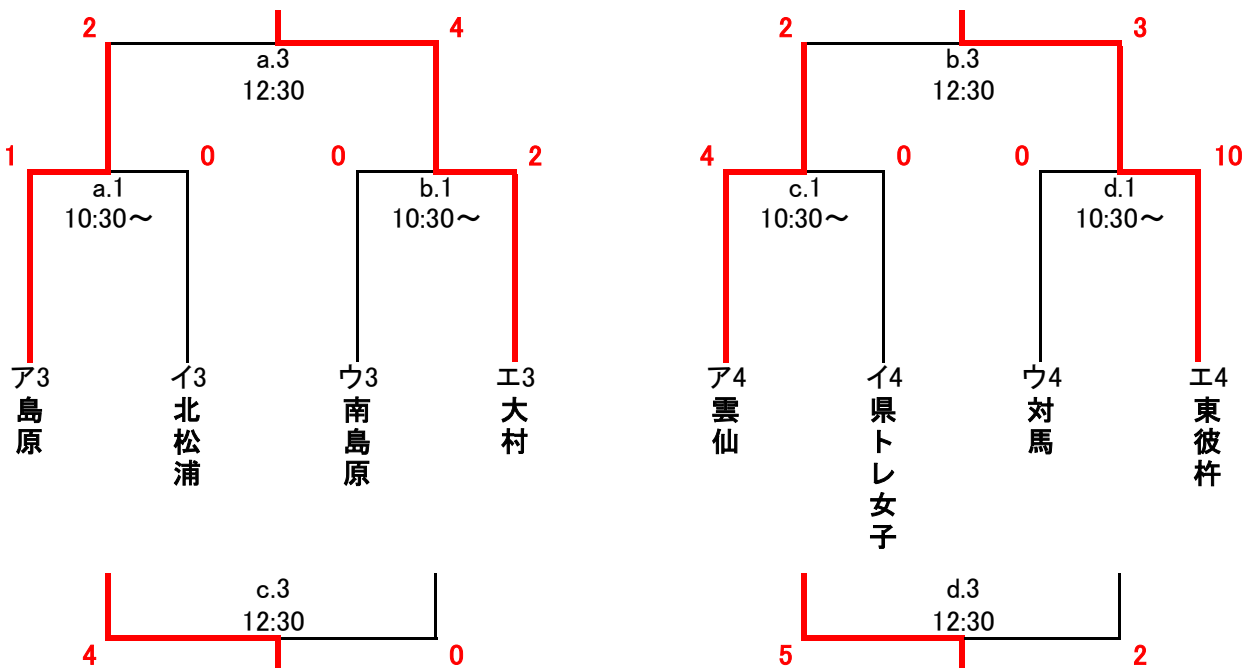 2 4
a.3
12:30
1 0 0 2
a.1 b.1
10:30～ 10:30～
ア3 イ3 ウ3 エ3
島原 北松浦 南島原 大村
c.3
12:30
4 0
2 3
b.3
12:30
4 0 0 10
c.1 d.1
10:30～ 10:30～
ア4 イ4 ウ4 エ4
雲仙 県トレ女子 対馬 東彼杵
d.3
12:30
5 2